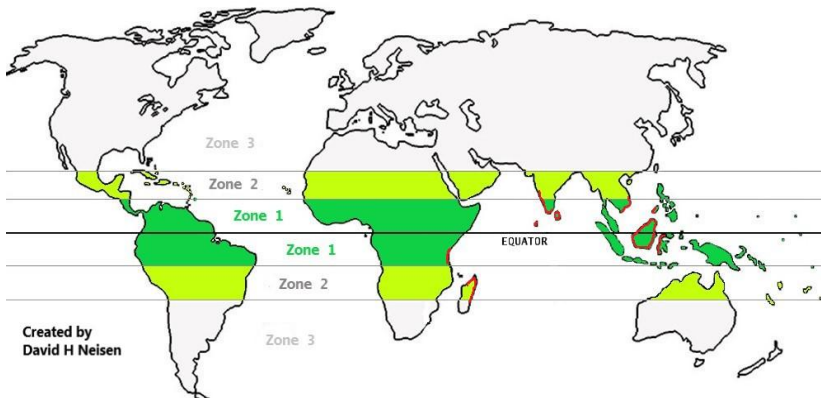 Zone 3
Zone 2
Zone 1
EQUATOR
Zone 1
Zone 2
Created by
David H Neisen
Zone 3